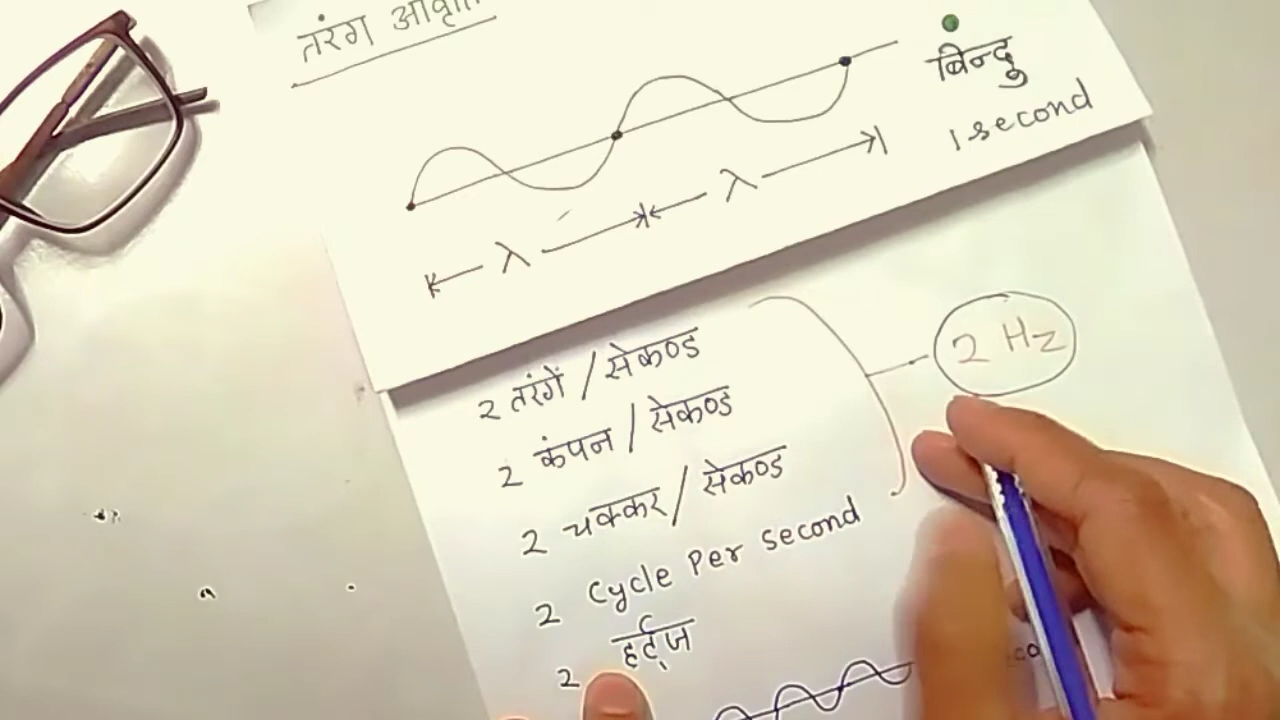 तरंग आवृत्ति
बिन्दु
1 second
λ
λ
2 तरंगें / सेकण्ड
2 Hz
2 कंपन / सेकण्ड
2 चक्कर / सेकण्ड
2 Cycle Per second
2 हर्ट्ज